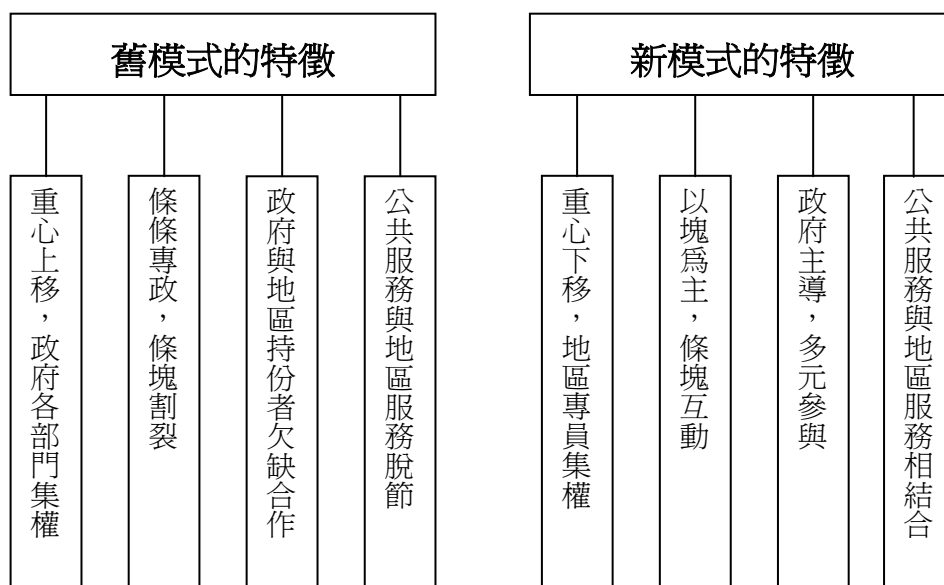 舊模式的特徵
重心上移，政府各部門集權
條條專政，條塊割裂
政府與地區持份者欠缺合作
公共服務與地區服務脫節
新模式的特徵
重心下移，地區專員集權
以塊為主，條塊互動
政府主導，多元參與
公共服務與地區服務相結合